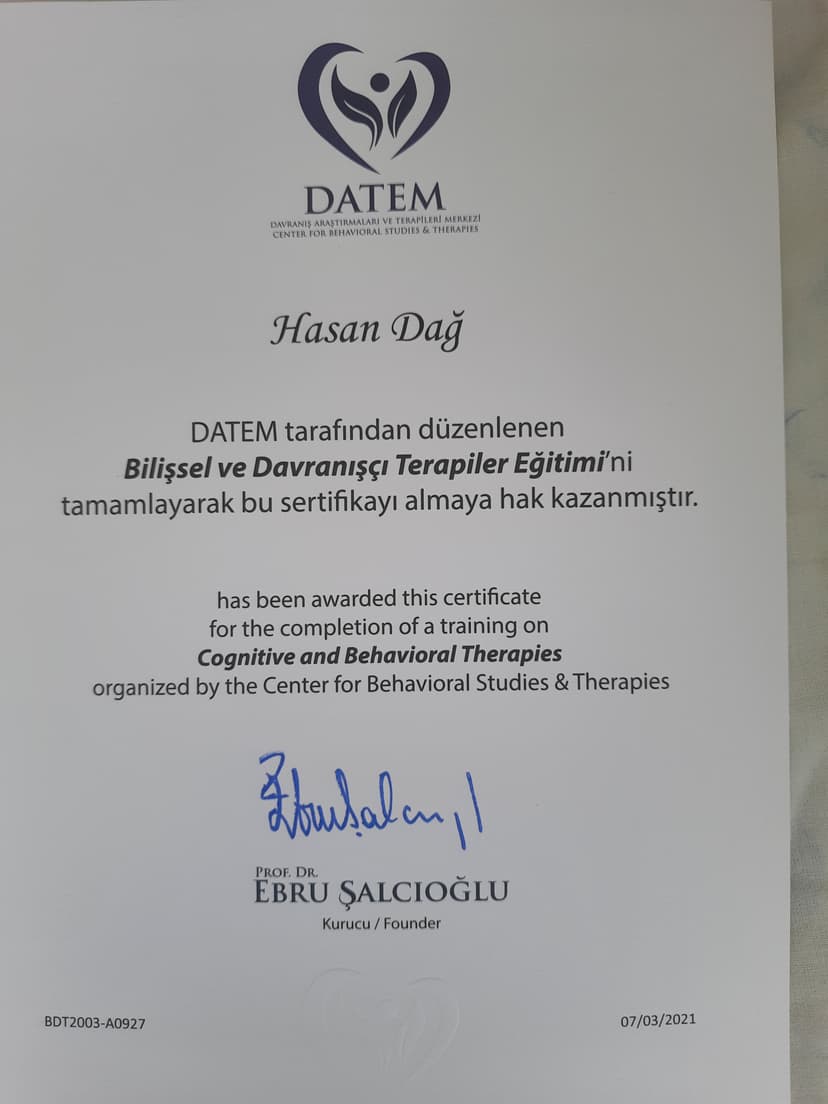 DATEM
DAVRANIŞ ARAŞTIRMALARI VE TERAPİLERİ MERKEZİ
CENTER FOR BEHAVIORAL STUDIES & THERAPIES
Hasan Dağ
DATEM tarafından düzenlenen
Bilişsel ve Davranışçı Terapiler Eğitimi'ni
tamamlayarak bu sertifikayı almaya hak kazanmıştır.
has been awarded this certificate
for the completion of a training on
Cognitive and Behavioral Therapies
organized by the Center for Behavioral Studies & Therapies
PROF. DR.
EBRU ŞALCIOĞLU
Kurucu / Founder
BDT2003-A0927
07/03/2021